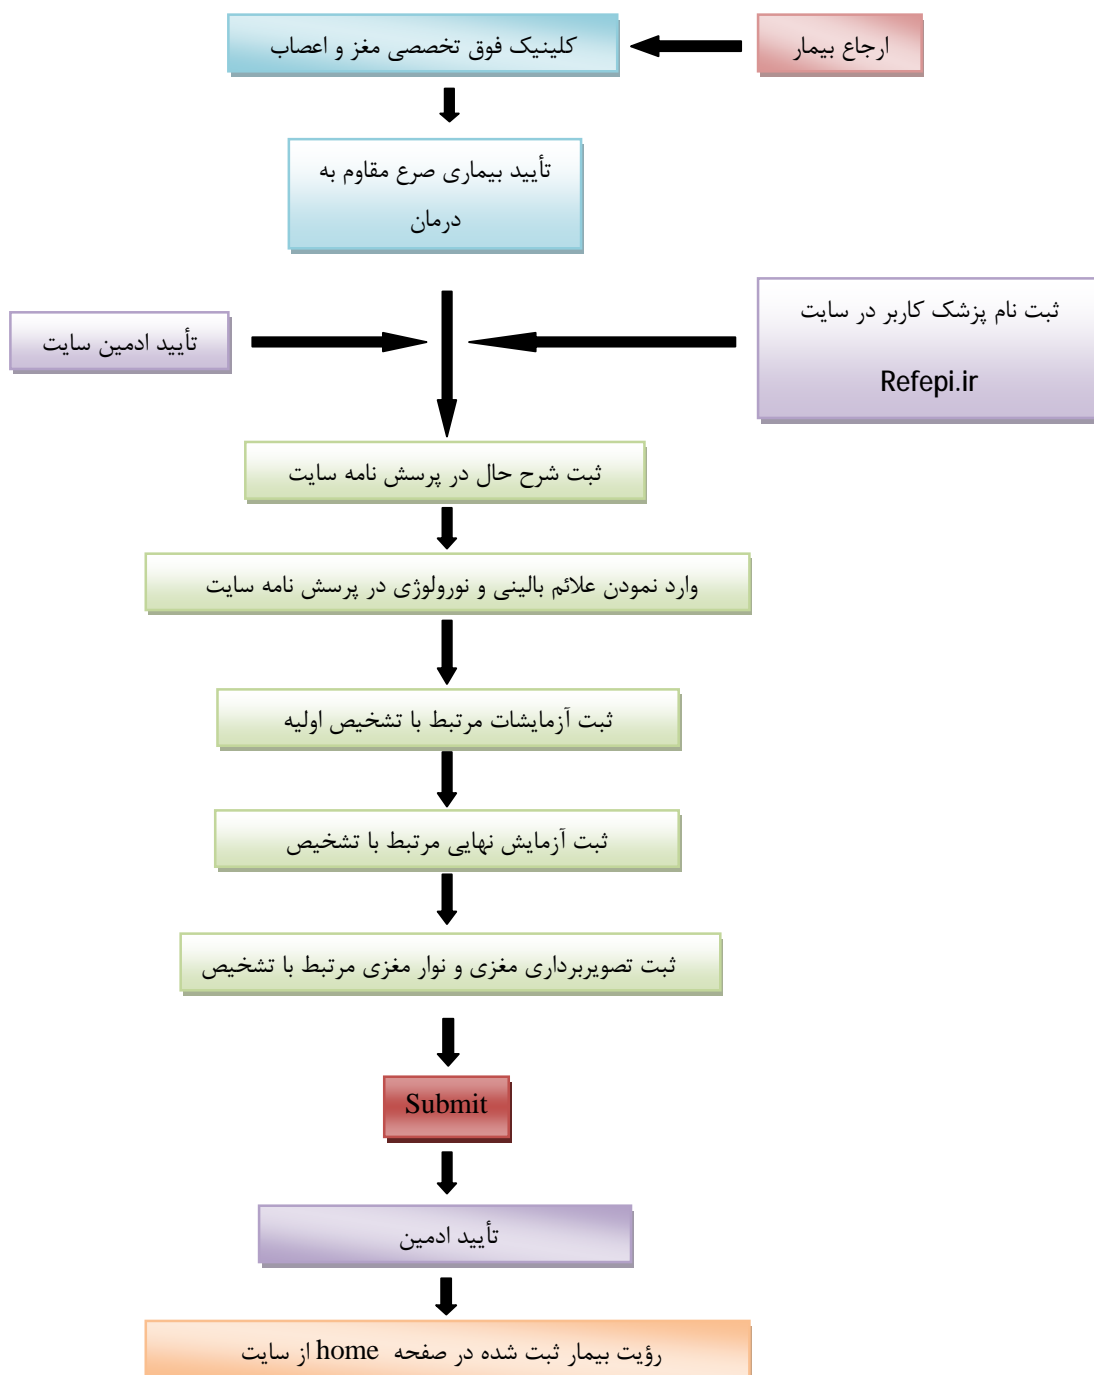 ارجاع بیمار
کلینیک فوق تخصصی مغز و اعصاب
تأیید بیماری صرع مقاوم به
درمان
ثبت نام پزشک کاربر در سایت
Refepi.ir
تأیید ادمین سایت
ثبت شرح حال در پرسش نامه سایت
وارد نمودن علائم بالینی و نورولوژی در پرسش نامه سایت
ثبت آزمایشات مرتبط با تشخیص اولیه
ثبت آزمایش نهایی مرتبط با تشخیص
ثبت تصویربرداری مغزی و نوار مغزی مرتبط با تشخیص
Submit
تأیید ادمین
رؤیت بیمار ثبت شده در صفحه home از سایت